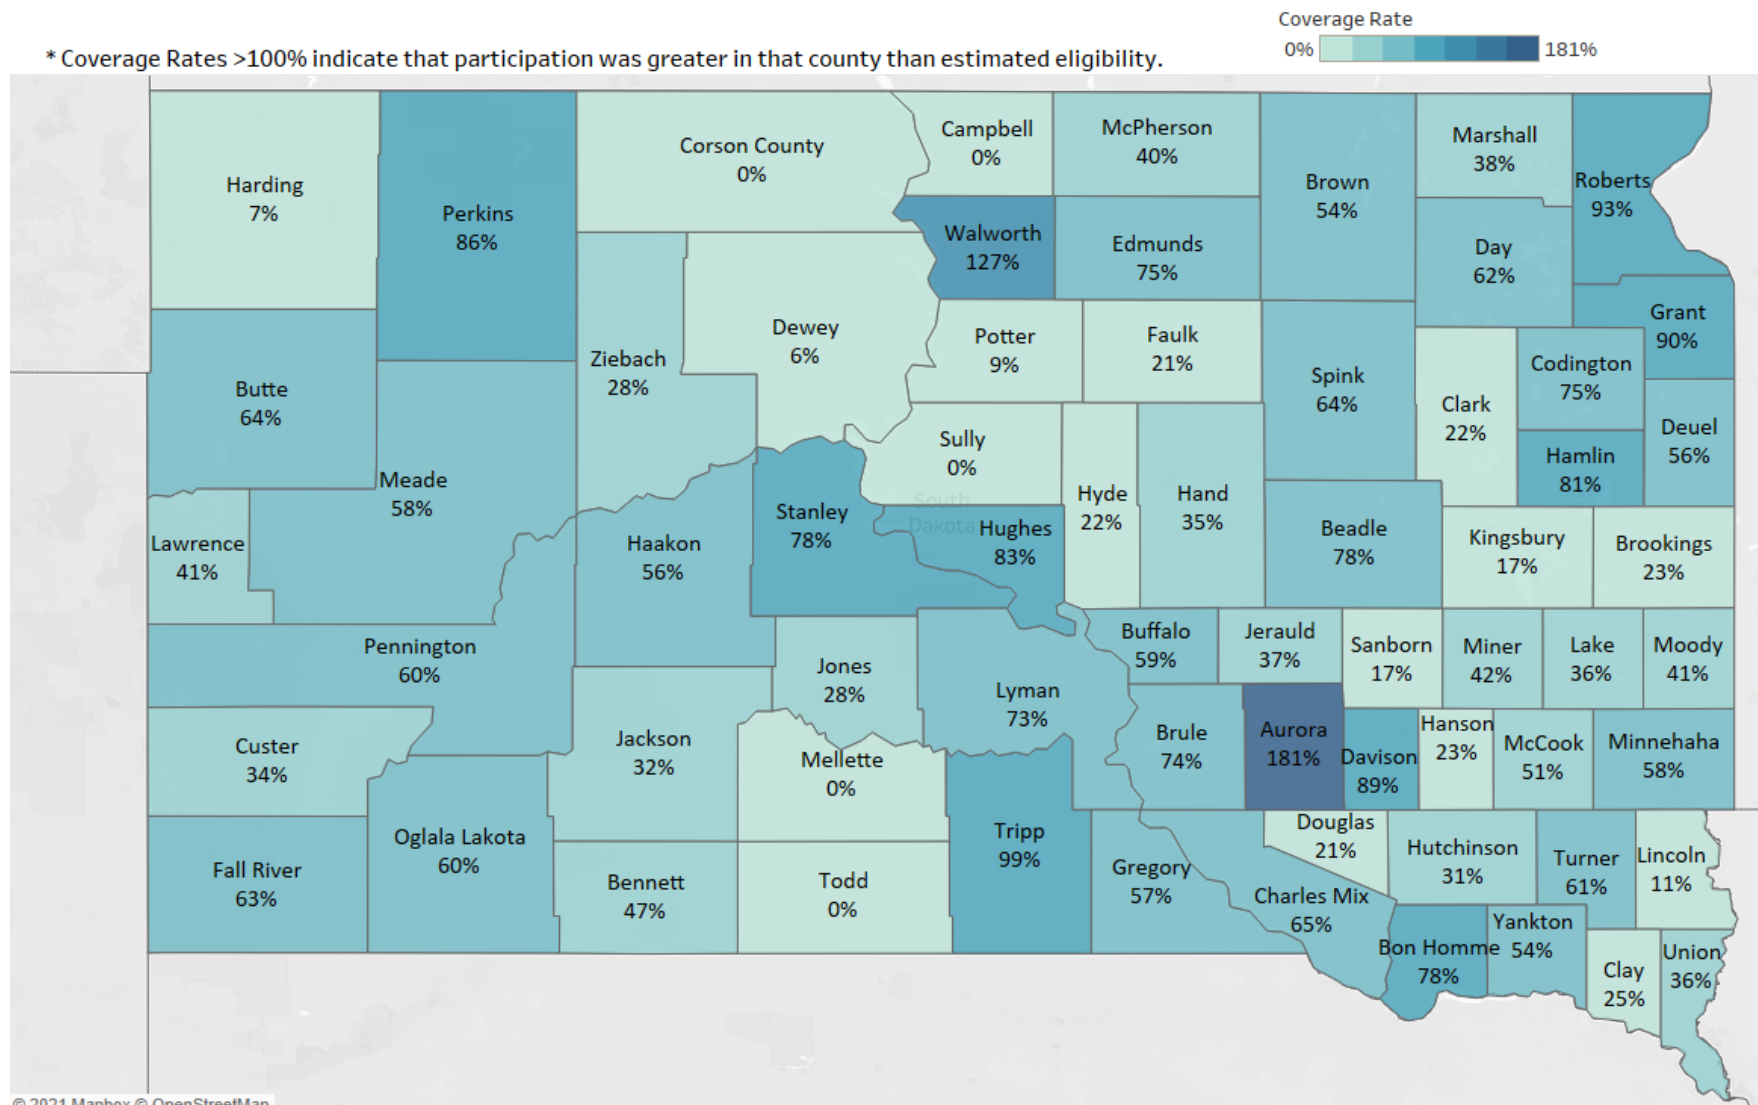 Coverage Rate
* Coverage Rates >100% indicate that participation was greater in that county than estimated eligibility.
0% 181%
Harding
7%
Perkins
86%
Corson County
0%
Campbell
0%
McPherson
40%
Brown
54%
Marshall
38%
Roberts
93%
Walworth
127%
Edmunds
75%
Day
62%
Grant
90%
Butte
64%
Meade
58%
Ziebach
28%
Dewey
6%
Potter
9%
Faulk
21%
Spink
64%
Clark
22%
Codington
75%
Hamlin
81%
Deuel
56%
Lawrence
41%
Haakon
56%
Stanley
78%
Sully
0%
South
Dakota
Hughes
83%
Hyde
22%
Hand
35%
Beadle
78%
Kingsbury
17%
Brookings
23%
Pennington
60%
Jones
28%
Lyman
73%
Buffalo
59%
Jerauld
37%
Sanborn
17%
Miner
42%
Lake
36%
Moody
41%
Custer
34%
Jackson
32%
Mellette
0%
Brule
74%
Aurora
181%
Davison
89%
Hanson
23%
McCook
51%
Minnehaha
58%
Fall River
63%
Oglala Lakota
60%
Bennett
47%
Todd
0%
Tripp
99%
Gregory
57%
Charles Mix
65%
Douglas
21%
Hutchinson
31%
Turner
61%
Lincoln
11%
Bon Homme
78%
Yankton
54%
Clay
25%
Union
36%
© 2021 Mapbox © OpenStreetMap